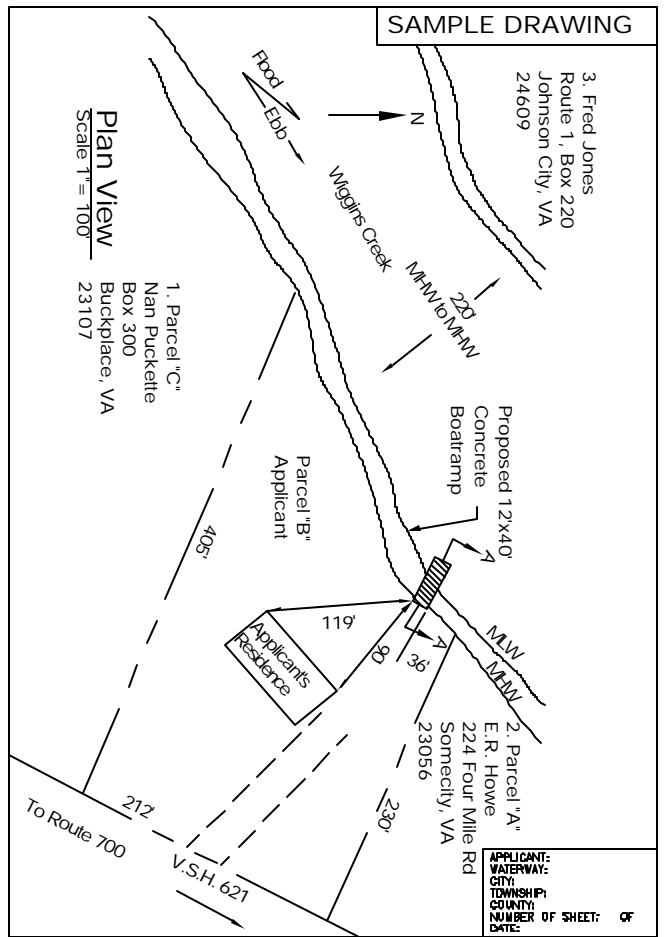 SAMPLE DRAWING
3. Fred Jones
Route 1, Box 220
Johnson City, VA
24609
N
Flood
Ebb
Wiggins Creek
220'
MHW to MHW
Plan View
Scale 1" = 100'
1. Parcel "C"
Nan Puckette
Box 300
Buckplace, VA
23107
Proposed 12'x40'
Concrete
Boatramp
Parcel "B"
Applicant
A
A
MLW
MHW
36'
90'
119'
Applicant's
Residence
405'
2. Parcel "A"
E.R. Howe
224 Four Mile Rd
Somecity, VA
23056
230'
212'
To Route 700
V.S.H. 621
APPLICANT:
WATERWAY:
CITY:
TOWNSHIP:
COUNTY:
NUMBER OF SHEET: OF
DATE: